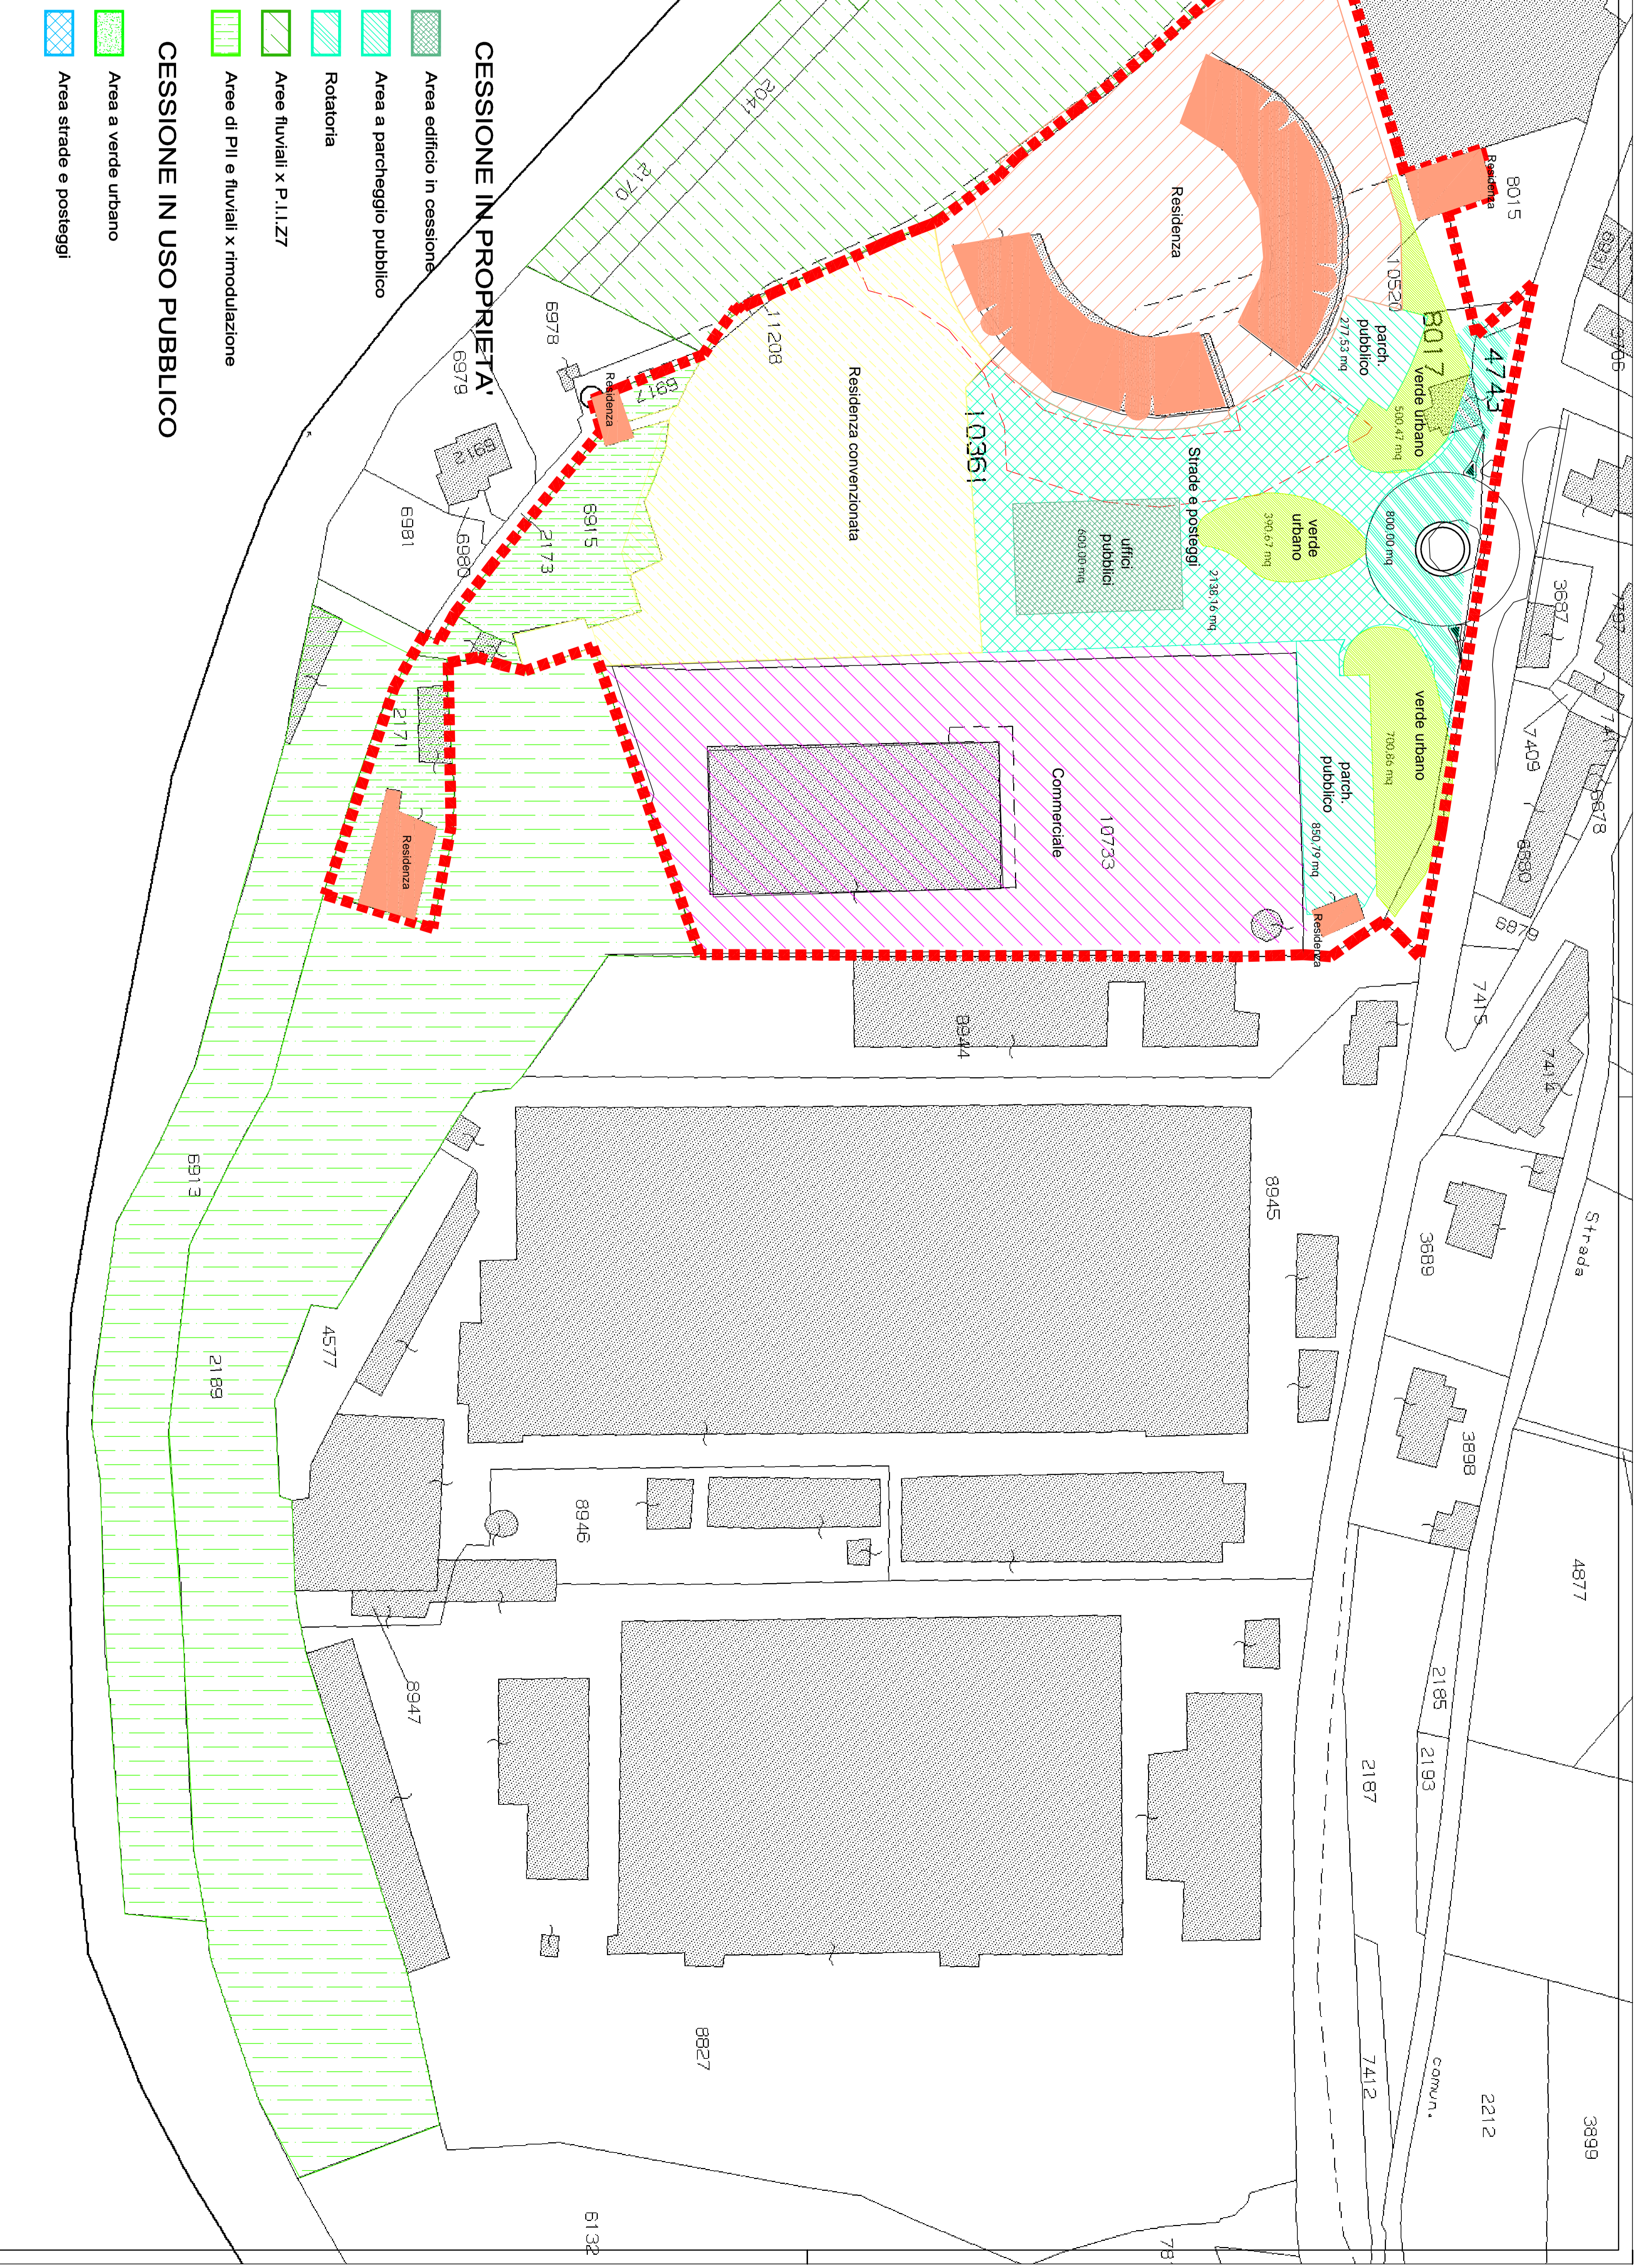 CESSIONE IN PROPRIETA'
Area edificio in cessione
Area a parcheggio pubblico
Rotatoria
Aree fluviali x P.I.I.Z7
Aree di PII e fluviali x rimodulazione
CESSIONE IN USO PUBBLICO
Area a verde urbano
Area strade e posteggi
8015
Residenza
Residenza
10520
8017
4743
parch.
pubblico
277,53 mq
verde urbano
500,47 mq
204
2170
11208
Residenza convenzionata
10361
Strade e posteggi
2138,16 mq
uffici
pubblici
600,00 mq
verde
urbano
390,67 mq
800,00 mq
verde urbano
700,86 mq
parch.
pubblico
850,79 mq
Residenza
Commerciale
10733
6978
6979
6917
Residenza
6912
6981
6980
2173
6915
2171
Residenza
3687
7409
6878
6880
6879
7415
7414
8944
8945
3689
Strada
3898
4877
6913
2189
4577
8946
8947
2185
2193
2187
8827
7412
comun.
2212
3899
6132